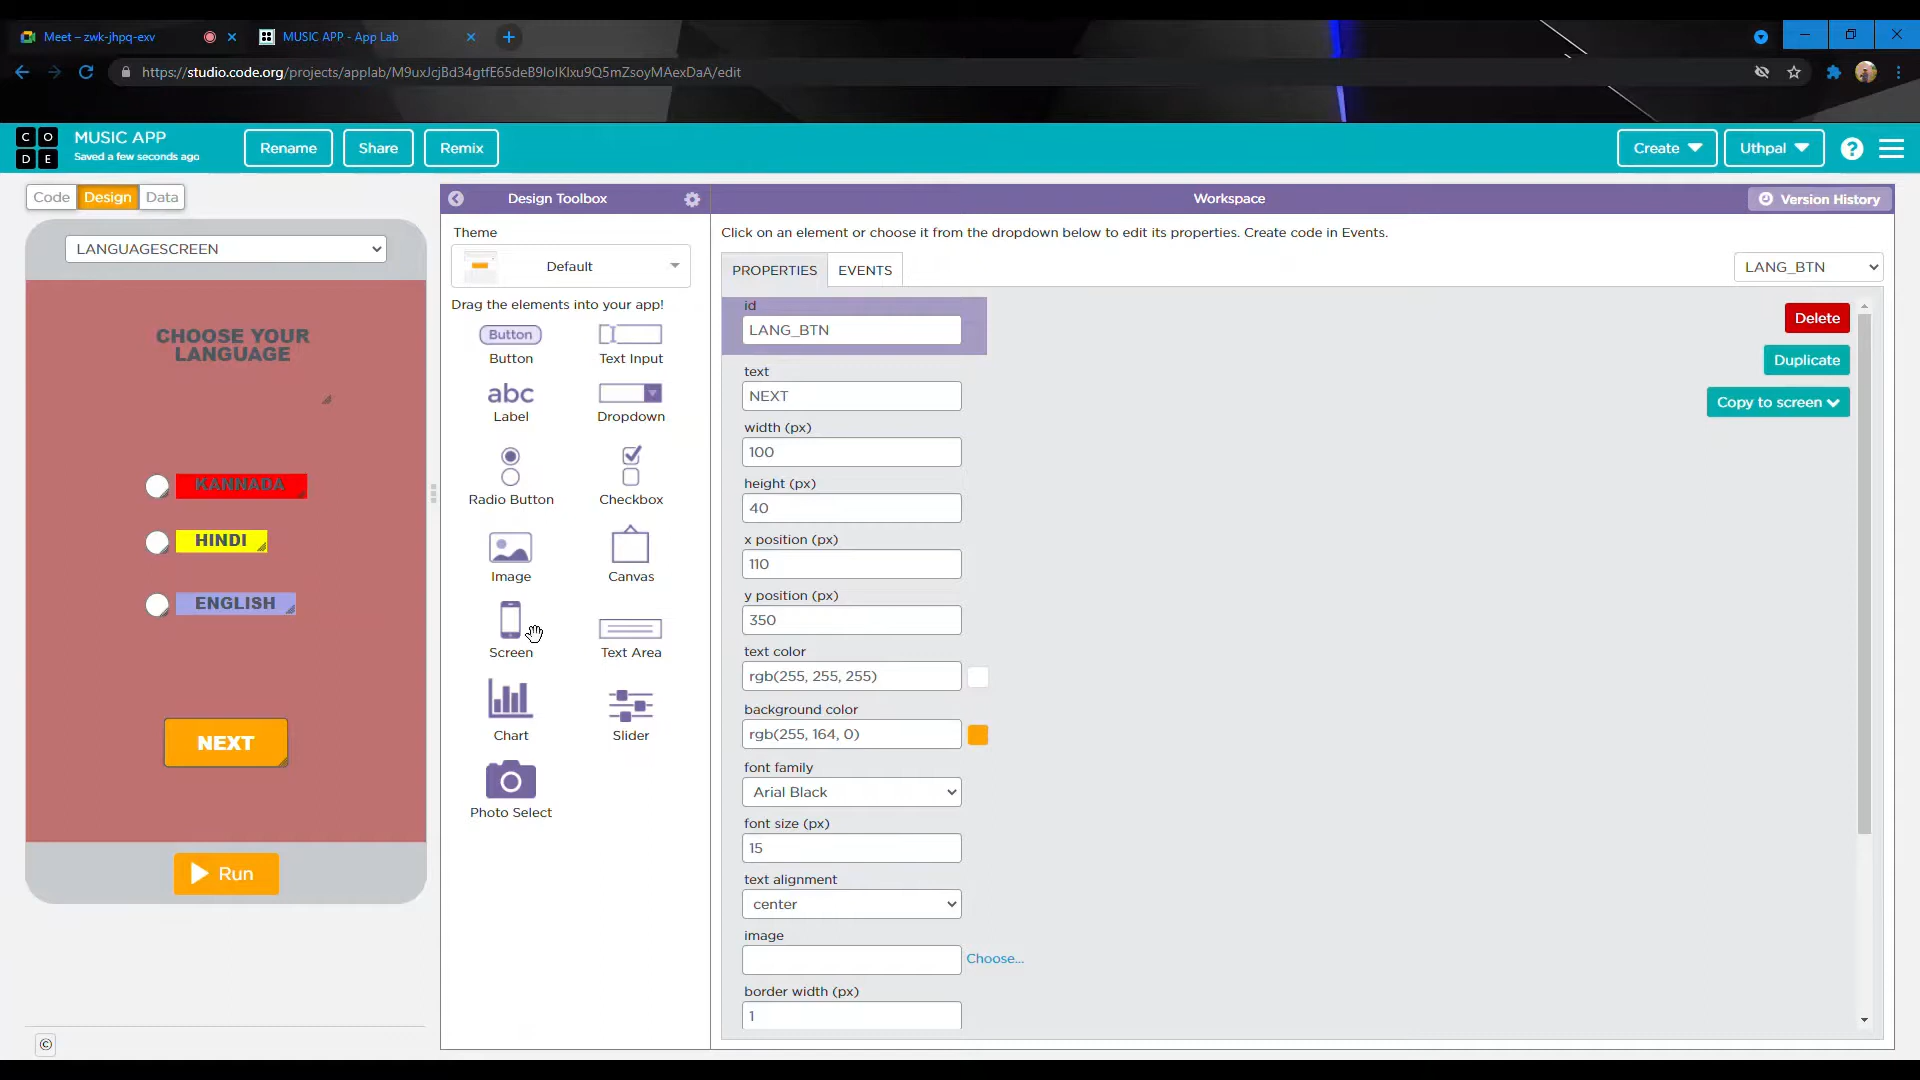 Meet – zwk-jhpq-exv
MUSIC APP - App Lab
https://studio.code.org/projects/applab/M9uxJcjBd34gtfE65deB9IoIKlxu9Q5mZsoyMAexDaA/edit
C O
D E
MUSIC APP
Saved a few seconds ago
Rename
Share
Remix
Create
Uthpal
?
Code
Design
Data
Design Toolbox
Workspace
Version History
LANGUAGESCREEN
Theme
Default
Click on an element or choose it from the dropdown below to edit its properties. Create code in Events.
PROPERTIES
EVENTS
LANG_BTN
Drag the elements into your app!
CHOOSE YOUR
LANGUAGE
KANNADA
HINDI
ENGLISH
NEXT
Run
©
Button
Button
Text Input
abc
Label
Dropdown
Radio Button
Checkbox
Image
Canvas
Screen
Text Area
Chart
Slider
Photo Select
id
LANG_BTN
text
NEXT
width (px)
100
height (px)
40
x position (px)
110
y position (px)
350
text color
rgb(255, 255, 255)
background color
rgb(255, 164, 0)
font family
Arial Black
font size (px)
15
text alignment
center
image
Choose...
border width (px)
1
Delete
Duplicate
Copy to screen